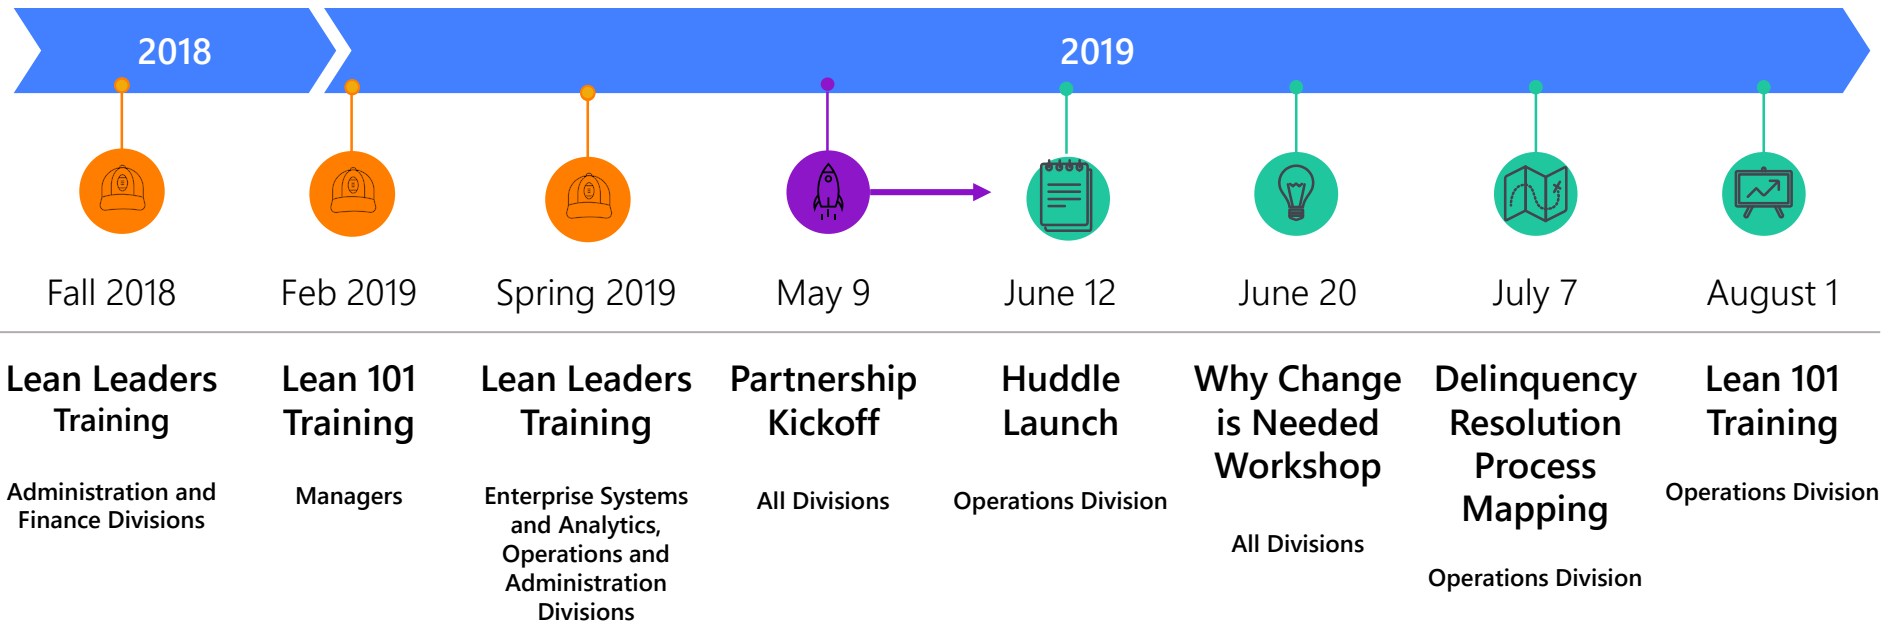 2018
2019
Fall 2018
Feb 2019
Spring 2019
May 9
June 12
June 20
July 7
August 1
Lean Leaders
Training
Administration and
Finance Divisions
Lean 101
Training
Managers
Lean Leaders
Training
Enterprise Systems
and Analytics,
Operations and
Administration
Divisions
Partnership
Kickoff
All Divisions
Huddle
Launch
Operations Division
Why Change
is Needed
Workshop
All Divisions
Delinquency
Resolution
Process
Mapping
Operations Division
Lean 101
Training
Operations Division